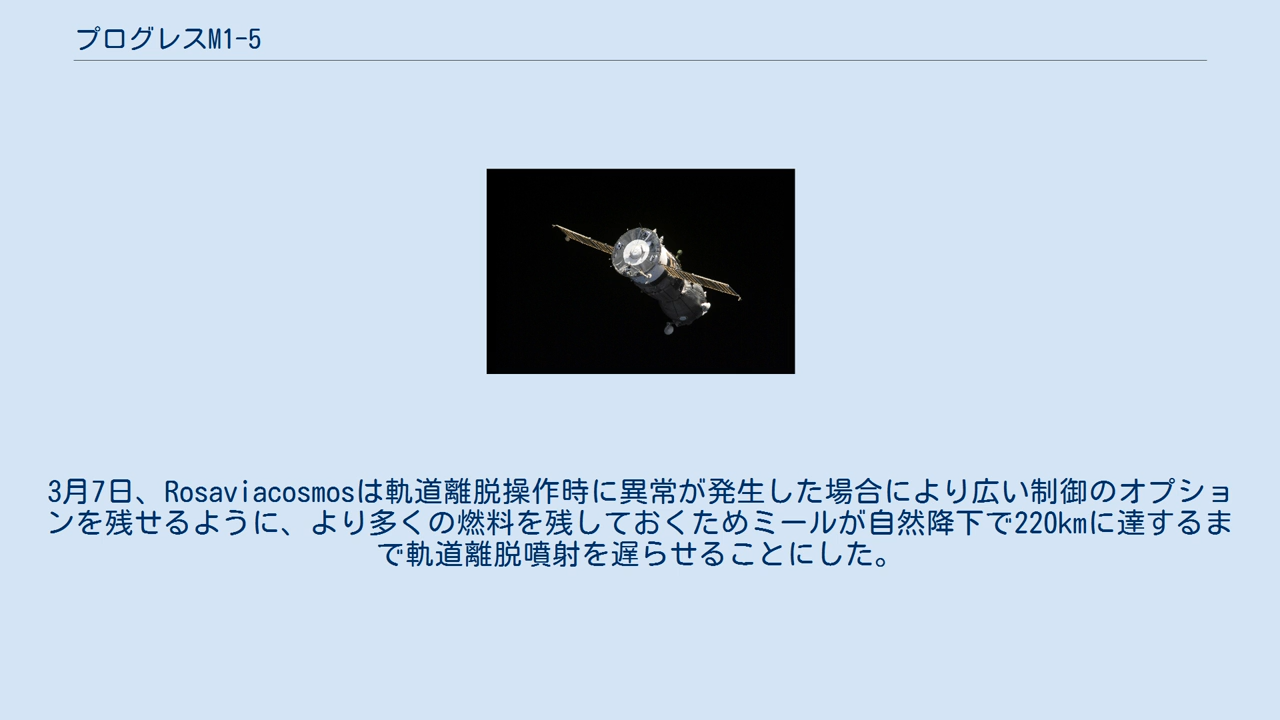 プログレスM1-5
3月7日、Rosaviacosmosは軌道離脱操作時に異常が発生した場合により広い制御のオプショ
ンを残せるように、より多くの燃料を残しておくためミールが自然降下で220kmに達するま
で軌道離脱噴射を遅らせることにした。